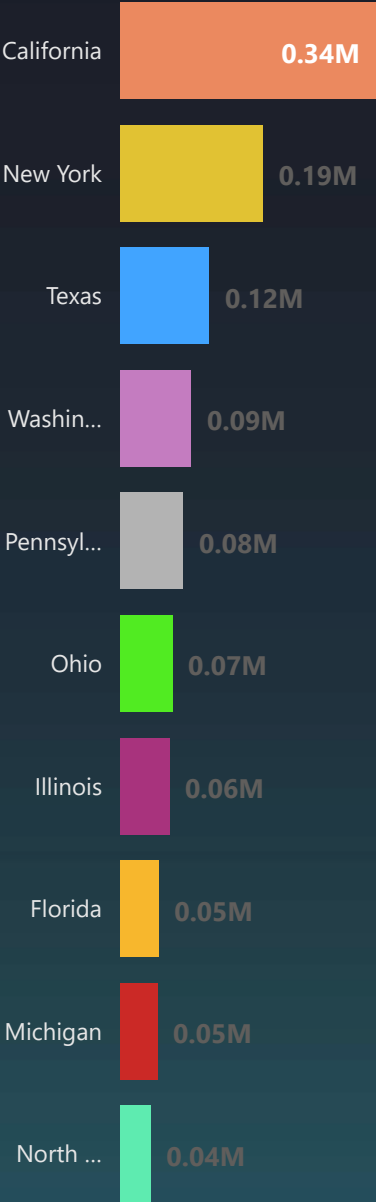 California 0.34M
New York 0.19M
Texas 0.12M
Washin... 0.09M
Pennsyl... 0.08M
Ohio 0.07M
Illinois 0.06M
Florida 0.05M
Michigan 0.05M
North ... 0.04M